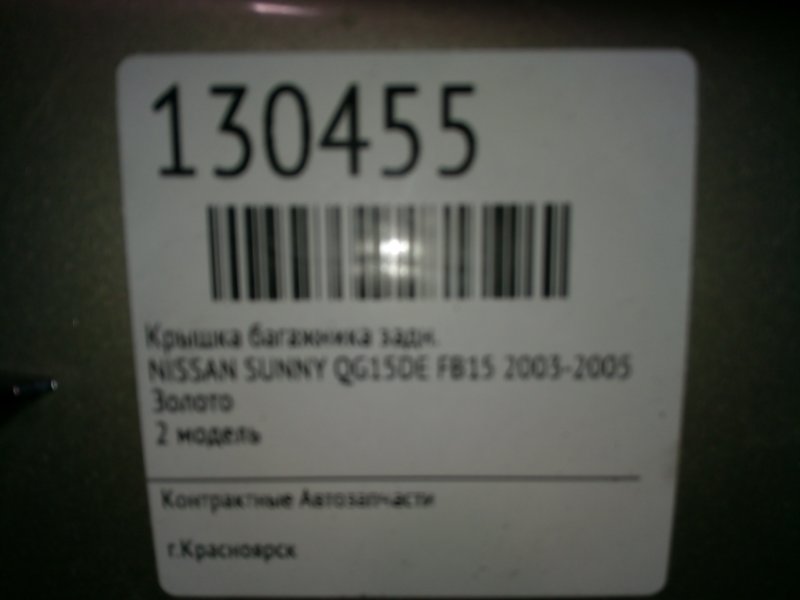 130455
Крышка багажника задн.
NISSAN SUNNY QG15DE FB15 2003-2005
Золото
2 модель
Контрактные Автозапчасти
г.Красноярск